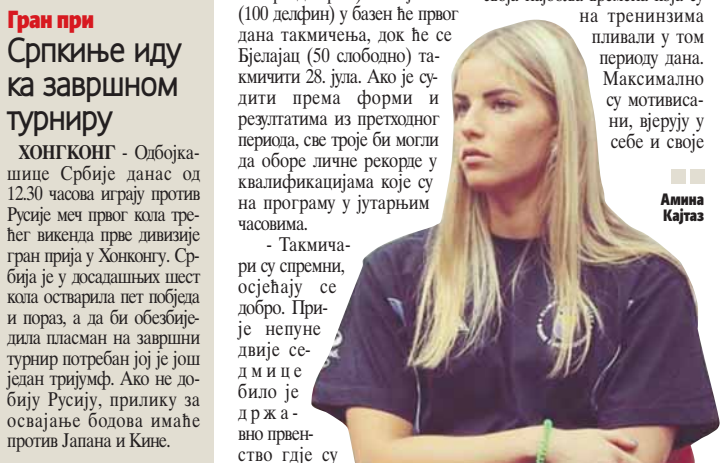 Гран при
Српкиње иду
ка завршном
турниру
ХОНГКОНГ - Одбојка-
шице Србије данас од
12.30 часова играју против
Русије меч првог кола тре-
ћег викенда прве дивизије
гран прија у Хонконгу. Ср-
бија је у досадашњих шест
кола остварила пет побједа
и пораз, а да би обезбије-
дила пласман на завршни
турнир потребан јој је још
један тријумф. Ако не до-
бију Русију, прилику за
освајање бодова имаће
против Јапана и Кине.
(100 делфин) у базен ће првог
дана такмичења, док ће се
Бјелајац (50 слободно) та-
кмичити 28. јула. Ако је су-
дити према форми и
резултатима из претходног
периода, све троје би могли
да оборе личне рекорде у
квалификацијама које су
на програму у јутарњим
часовима.
- Такмича-
ри су спремни,
осјећају се
добро. При-
је непуне
двије се-
дмице
било је
држа-
вно првен-
ство гдје су
на тренинзима
пливали у том
периоду дана.
Максимално
су мотивиса-
ни, вјерују у
себе и своје
Амина
Кајтаз